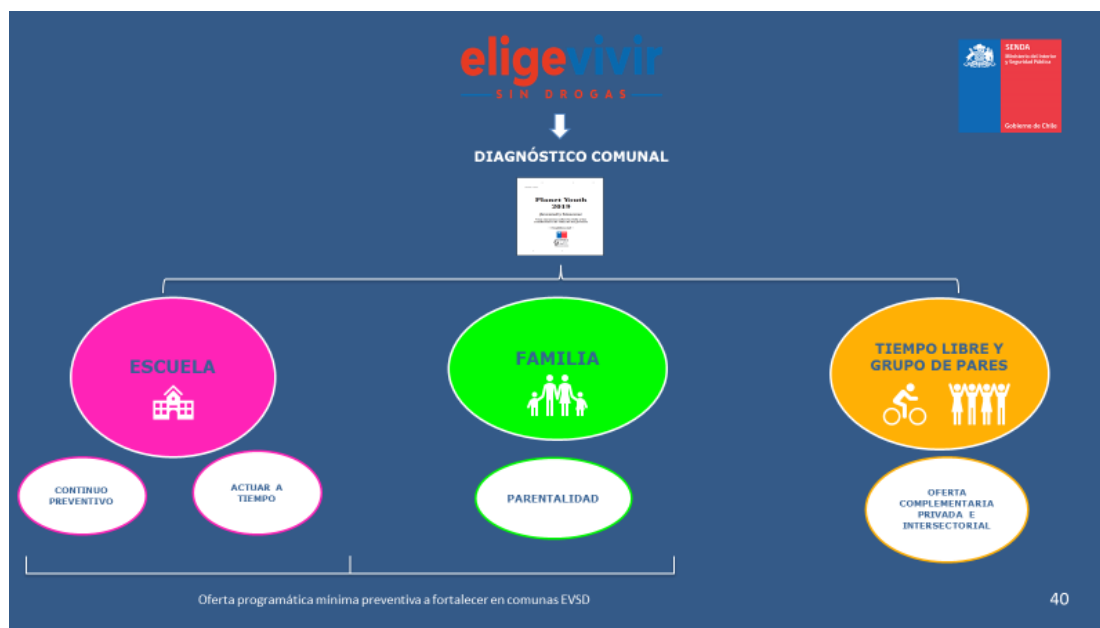 eligevivir
SIN DROGAS
SENDA
Ministerio del Interior
y Seguridad Pública
Gobierno de Chile
DIAGNÓSTICO COMUNAL
Planet Youth
2019
ESCUELA
FAMILIA
TIEMPO LIBRE Y
GRUPO DE PARES
CONTINUO
PREVENTIVO
ACTUAR A
TIEMPO
PARENTALIDAD
OFERTA
COMPLEMENTARIA
PRIVADA E
INTERSECTORIAL
Oferta programática mínima preventiva a fortalecer en comunas EVSD
40